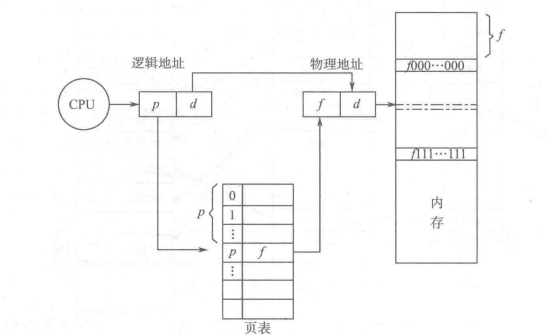 逻辑地址
物理地址
f
f000…000
CPU
p d
f d
f111…111
内
存
p
0
1
⋮
p f
⋮
页表